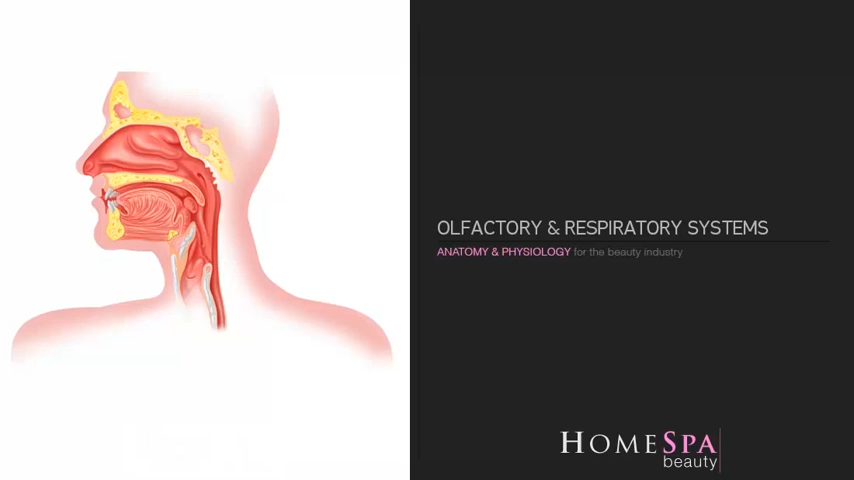 OLFACTORY & RESPIRATORY SYSTEMS
ANATOMY & PHYSIOLOGY for the beauty industry
HOMESPA
beauty